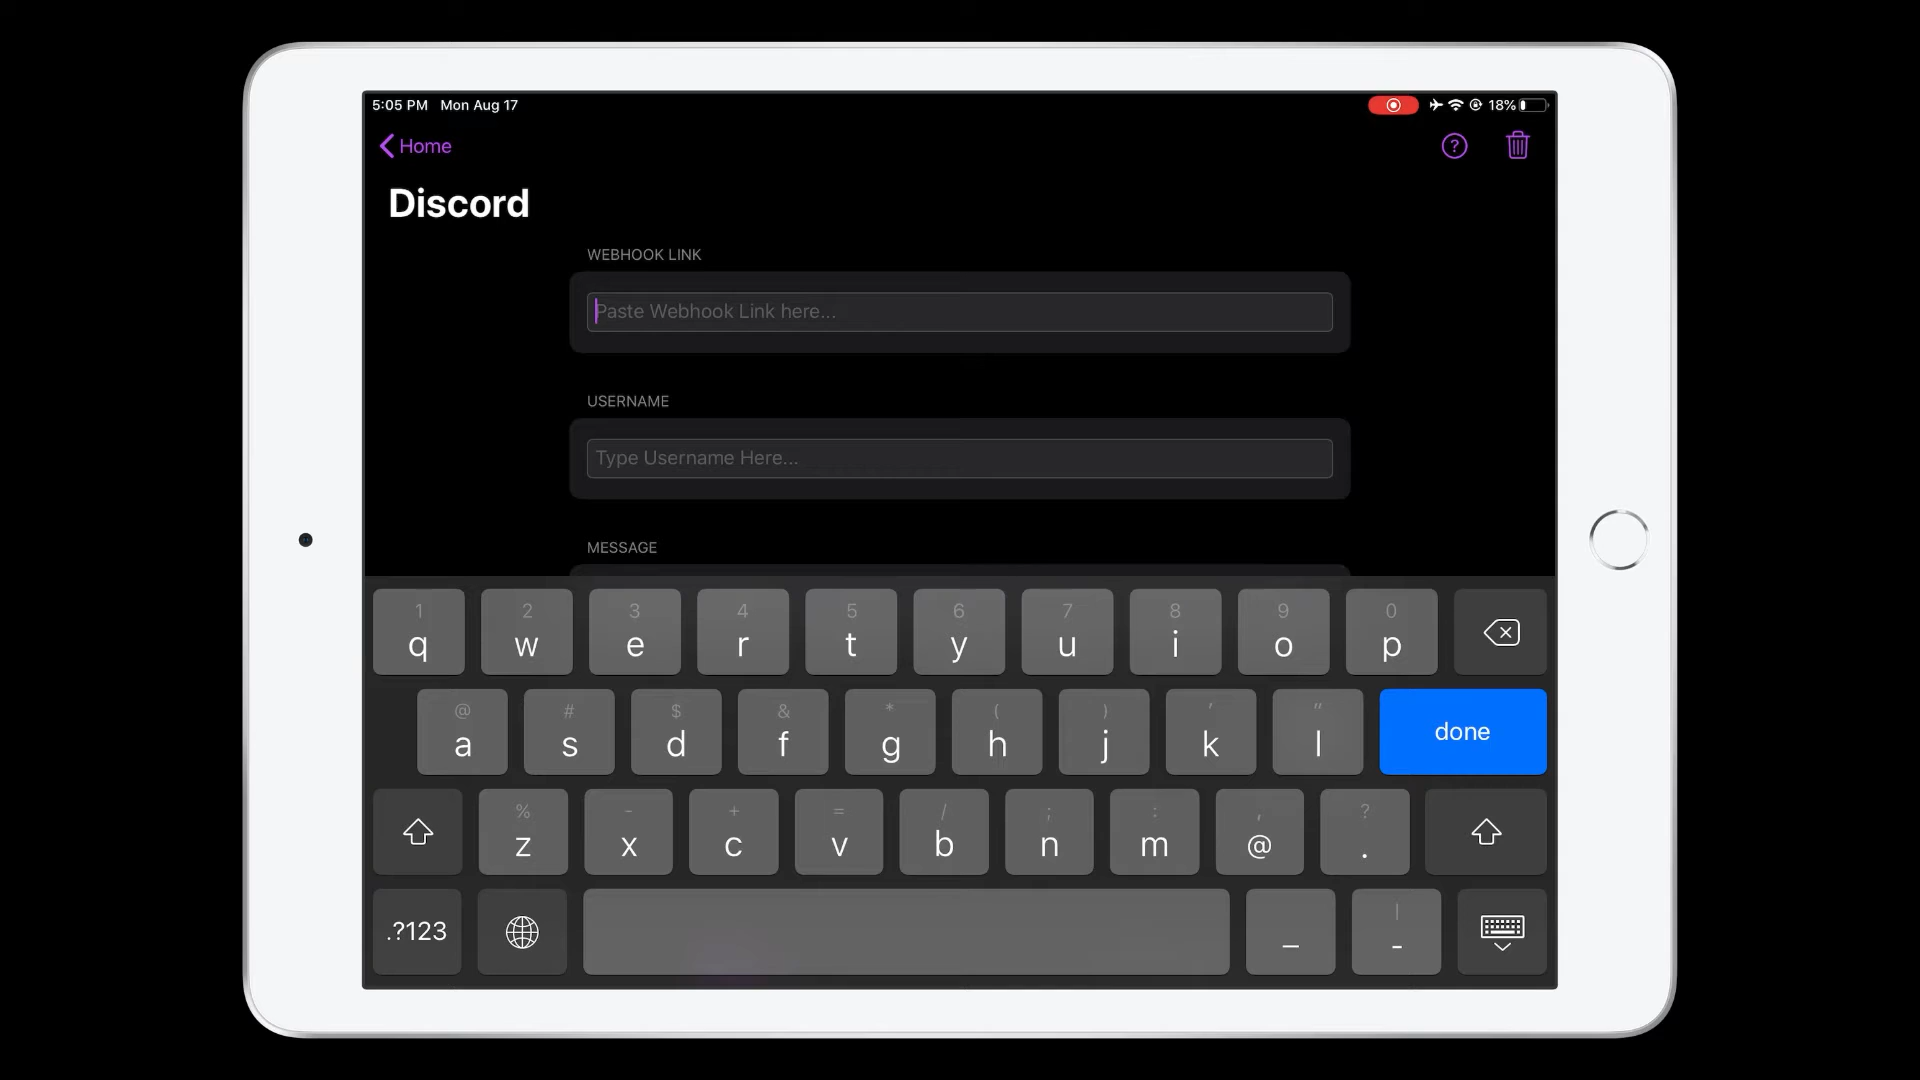 5:05 PM Mon Aug 17
18%
Home
?
Discord
WEBHOOK LINK
Paste Webhook Link here...
USERNAME
Type Username Here...
MESSAGE
1 2 3 4 5 6 7 8 9 0
q w e r t y u i o p
@ # $ & * ( ) ' "
a s d f g h j k l
done
% - + = / ; : , ?
z x c v b n m @ .
|
.?123 _ -